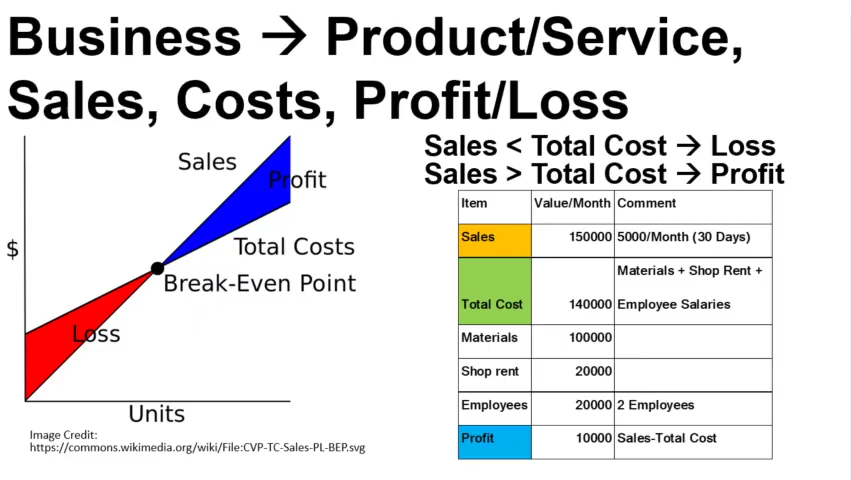 Business → Product/Service,
Sales, Costs, Profit/Loss
Sales
Profit
$
Total Costs
Break-Even Point
Loss
Units
Image Credit:
https://commons.wikimedia.org/wiki/File:CVP-TC-Sales-PL-BEP.svg
Sales < Total Cost → Loss
Sales > Total Cost → Profit
Item Value/Month Comment
Sales 150000 5000/Month (30 Days)
Total Cost 140000 Materials + Shop Rent +
Employee Salaries
Materials 100000
Shop rent 20000
Employees 20000 2 Employees
Profit 10000 Sales-Total Cost